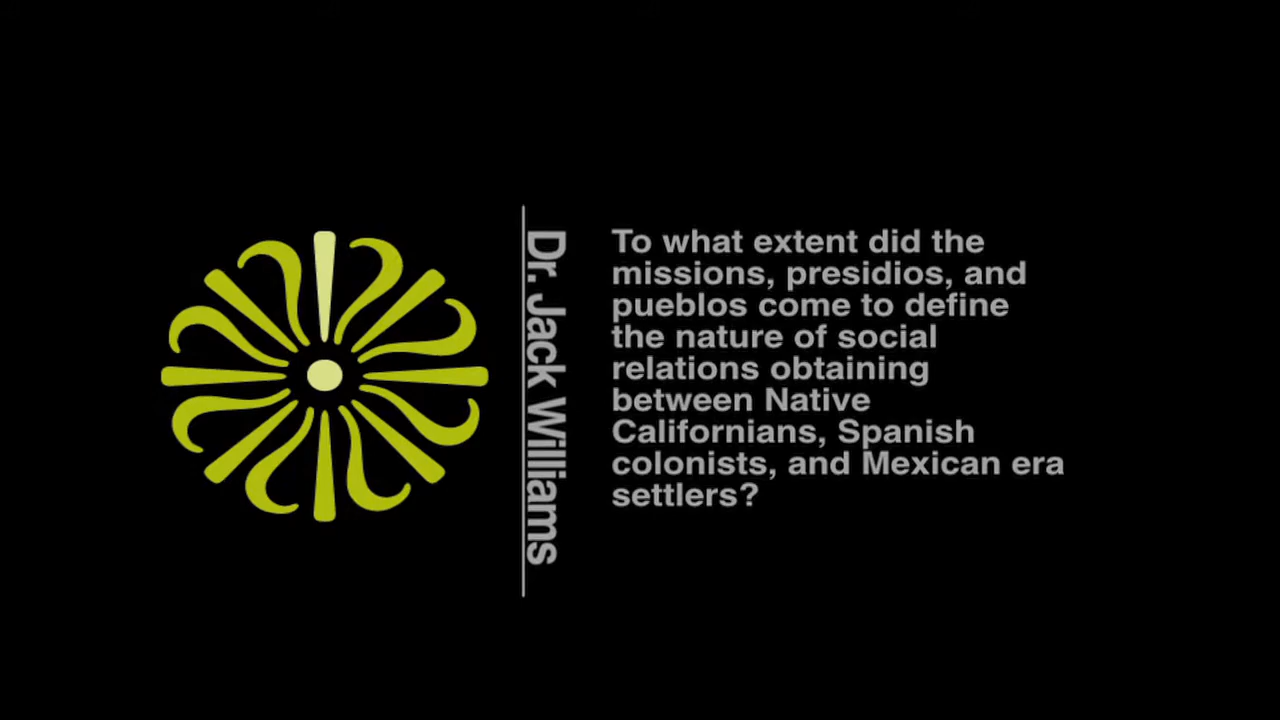 Dr. Jack Williams
To what extent did the
missions, presidios, and
pueblos come to define
the nature of social
relations obtaining
between Native
Californians, Spanish
colonists, and Mexican era
settlers?